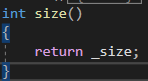 int size()
{
    return _size;
}